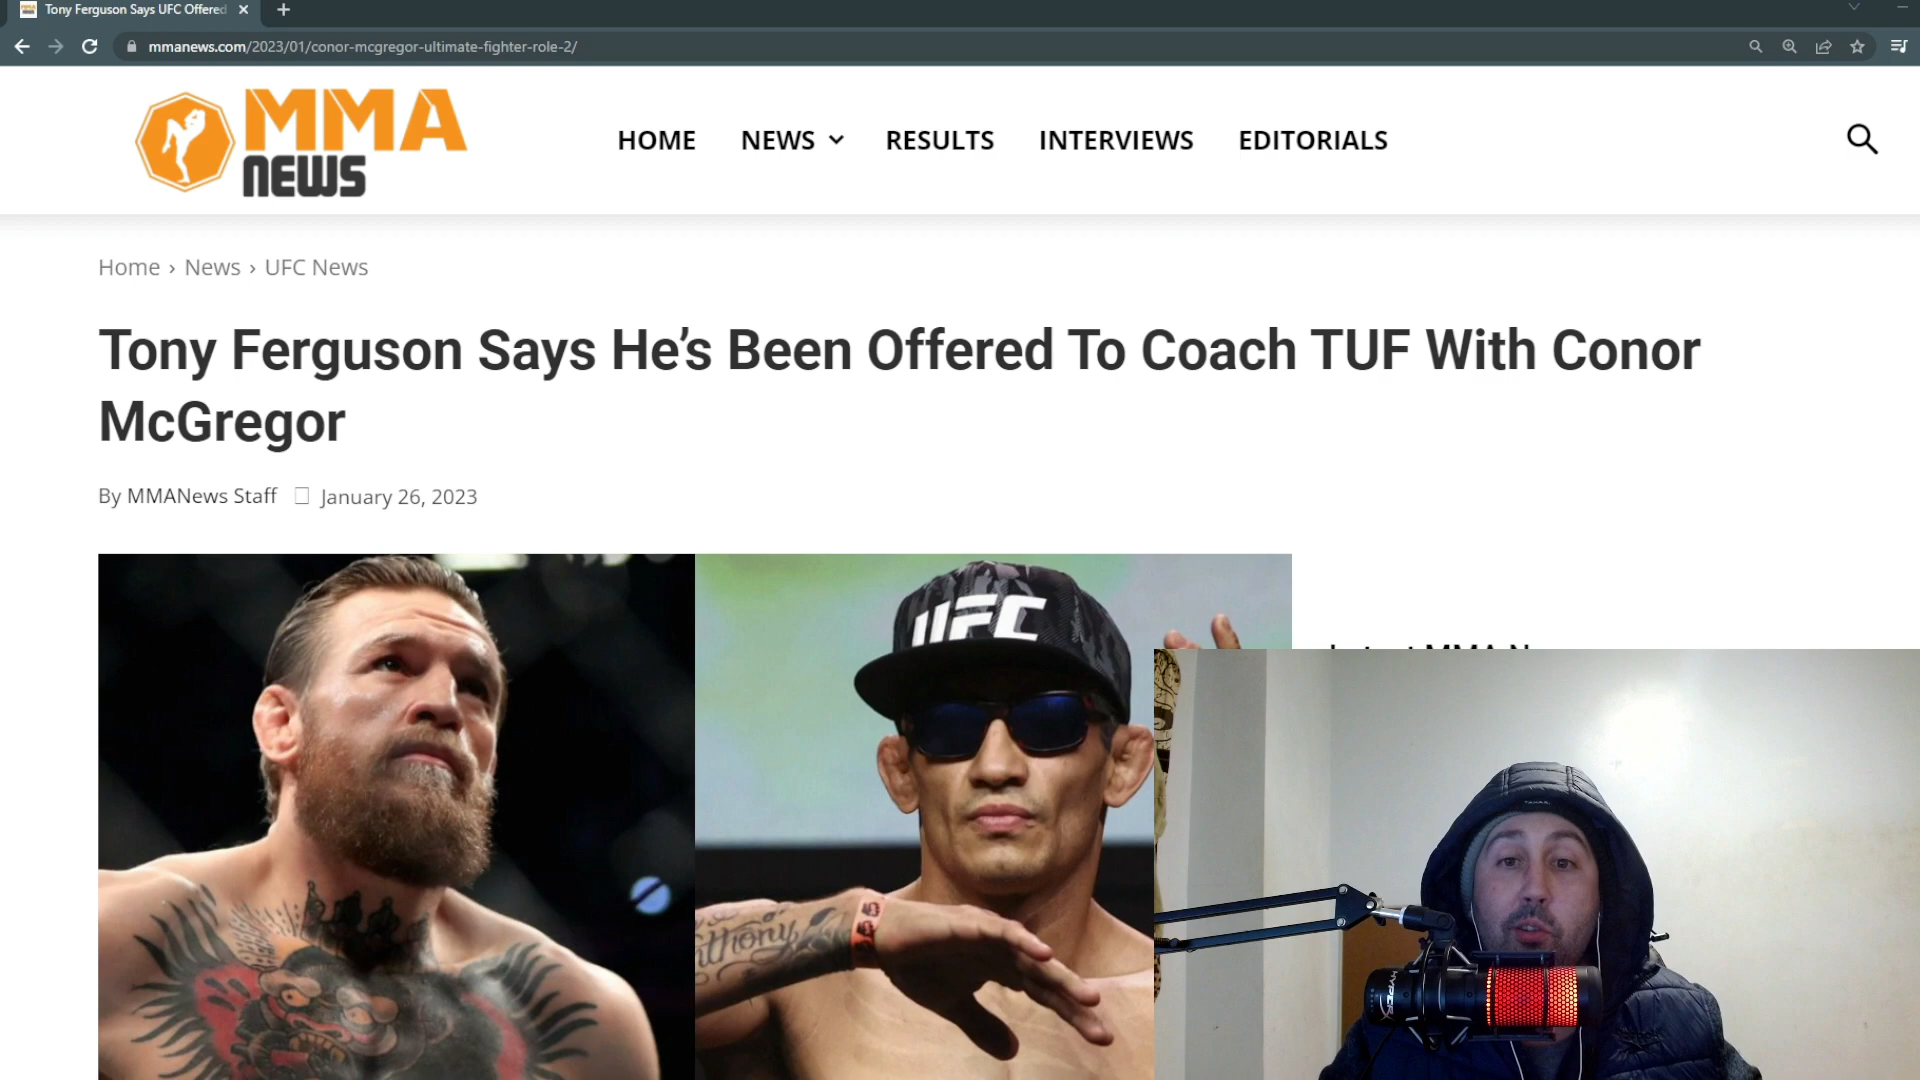 Tony Ferguson Says UFC Offered
mmanews.com/2023/01/conor-mcgregor-ultimate-fighter-role-2/
MMA
NEWS
HOME NEWS RESULTS INTERVIEWS EDITORIALS
Home › News › UFC News
Tony Ferguson Says He’s Been Offered To Coach TUF With Conor
McGregor
By MMANews Staff January 26, 2023
UFC
HYPERX